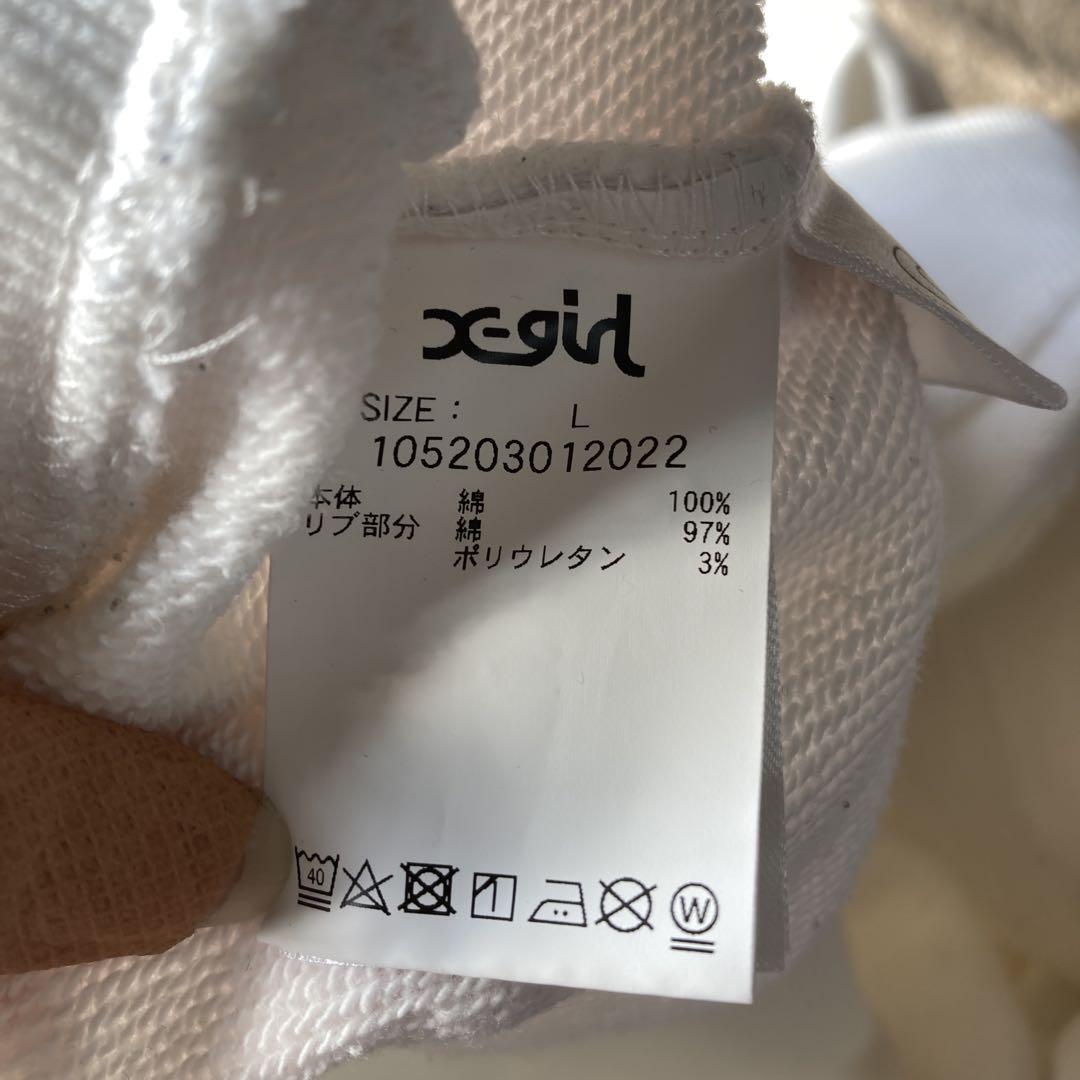 X-girl
SIZE : L
105203012022
本体 綿 100%
リブ部分 綿 97%
ポリウレタン 3%
40
W